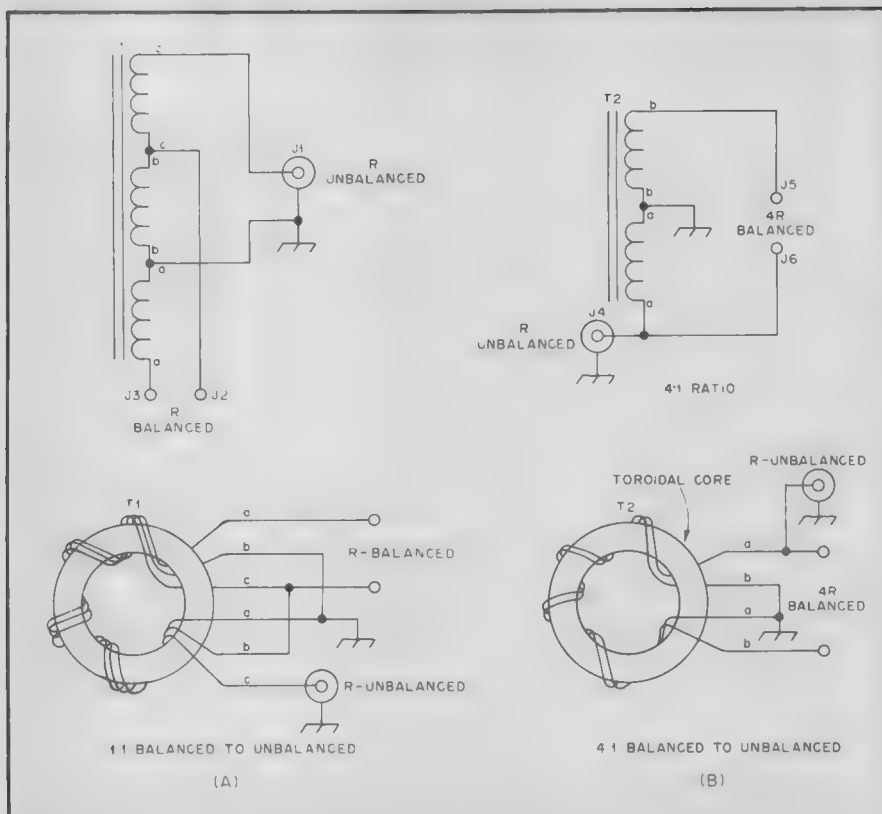 c
c
b
b
a
a
J1
R
UNBALANCED
J3
J2
R
BALANCED
T2
b
b
a
a
J5
4R
BALANCED
J6
J4
R
UNBALANCED
4:1 RATIO
T1
a
b
c
a
b
c
R-BALANCED
R-UNBALANCED
1:1 BALANCED TO UNBALANCED
(A)
TOROIDAL CORE
T2
R-UNBALANCED
a
b
a
b
4R
BALANCED
4:1 BALANCED TO UNBALANCED
(B)